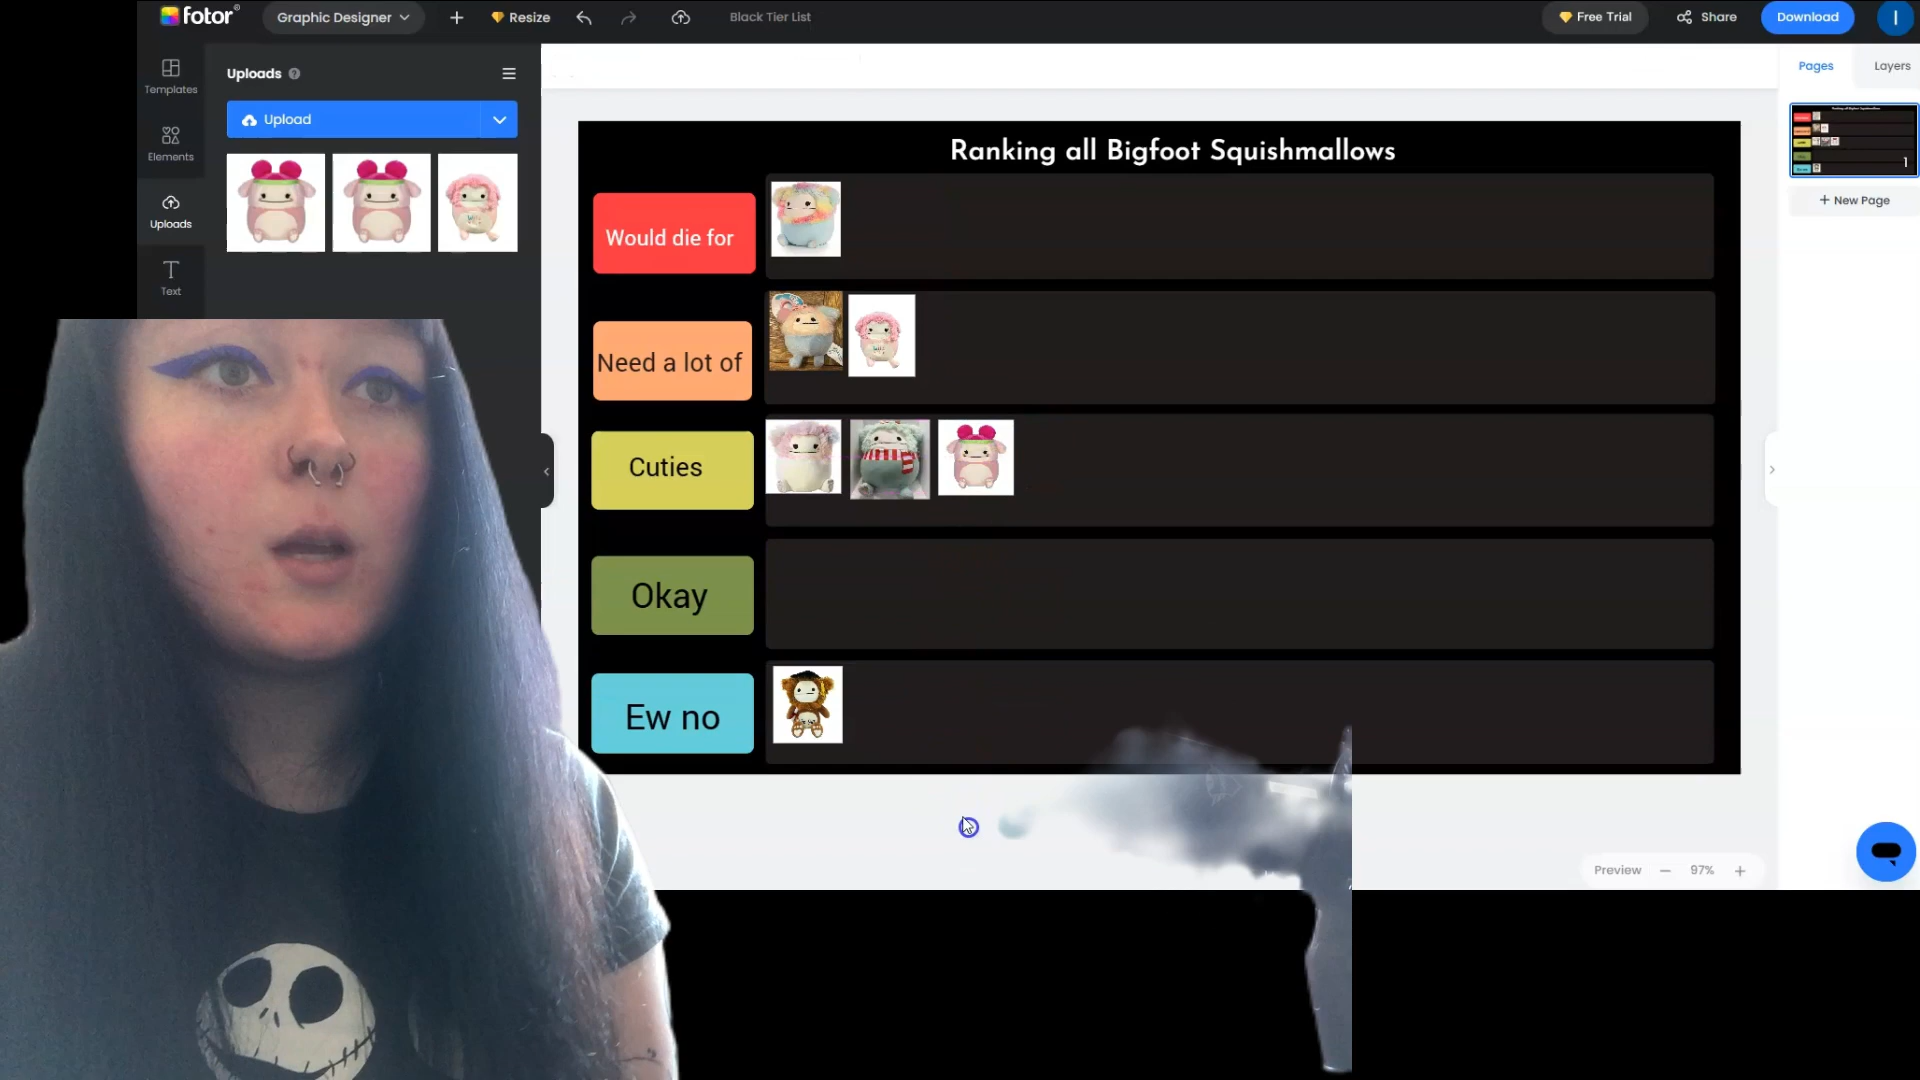 fotor
Graphic Designer
Resize
Black Tier List
Free Trial
Share
Download
I
Templates
Elements
Uploads
Text
Uploads
Upload
Ranking all Bigfoot Squishmallows
Would die for
Need a lot of
Cuties
Okay
Ew no
Pages
Layers
1
+ New Page
Preview
97%